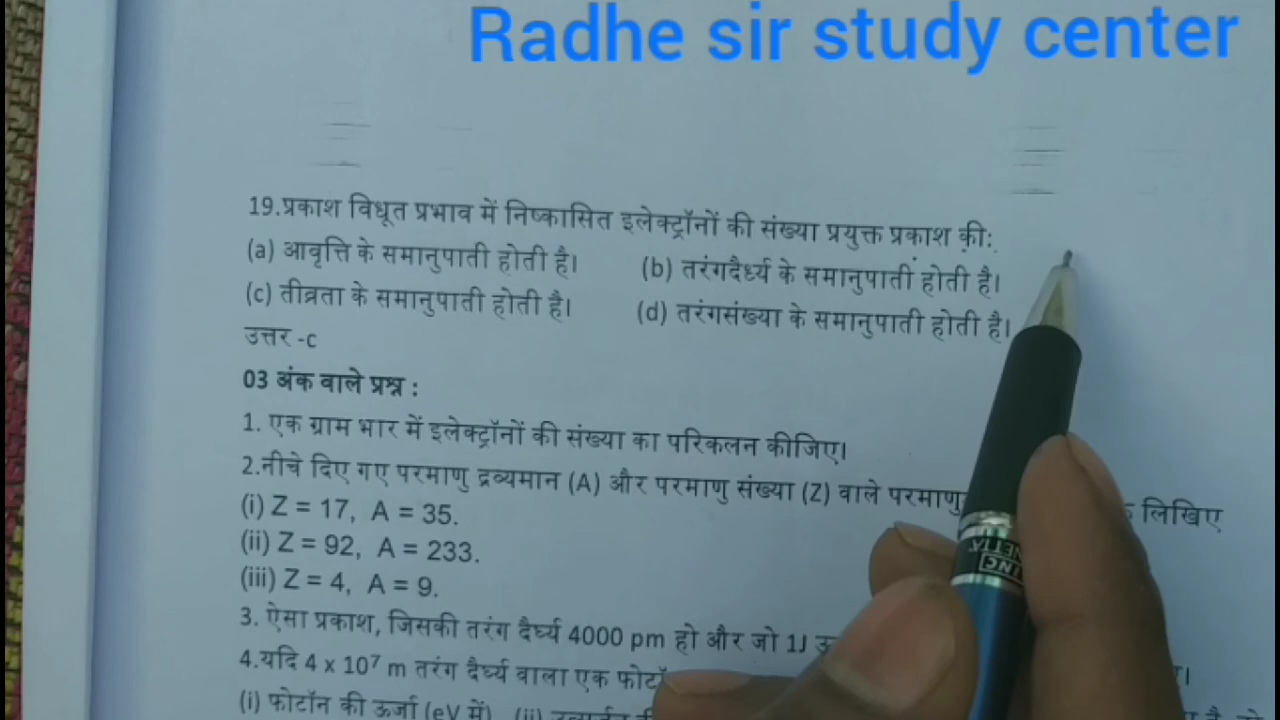 Radhe sir study center
19.प्रकाश विधूत प्रभाव में निष्कासित इलेक्ट्रॉनों की संख्या प्रयुक्त प्रकाश की:
(a) आवृत्ति के समानुपाती होती है। (b) तरंगदैर्ध्य के समानुपाती होती है।
(c) तीव्रता के समानुपाती होती है। (d) तरंगसंख्या के समानुपाती होती है।
उत्तर -c
03 अंक वाले प्रश्न :
1. एक ग्राम भार में इलेक्ट्रॉनों की संख्या का परिकलन कीजिए।
2.नीचे दिए गए परमाणु द्रव्यमान (A) और परमाणु संख्या (Z) वाले परमाणु लिखिए
(i) Z = 17, A = 35.
(ii) Z = 92, A = 233.
(iii) Z = 4, A = 9.
3. ऐसा प्रकाश, जिसकी तरंग दैर्घ्य 4000 pm हो और जो 1J
4.यदि 4 x 10⁷ m तरंग दैर्घ्य वाला एक
(i) फोटॉन की ऊर्जा (eV में) (ii)